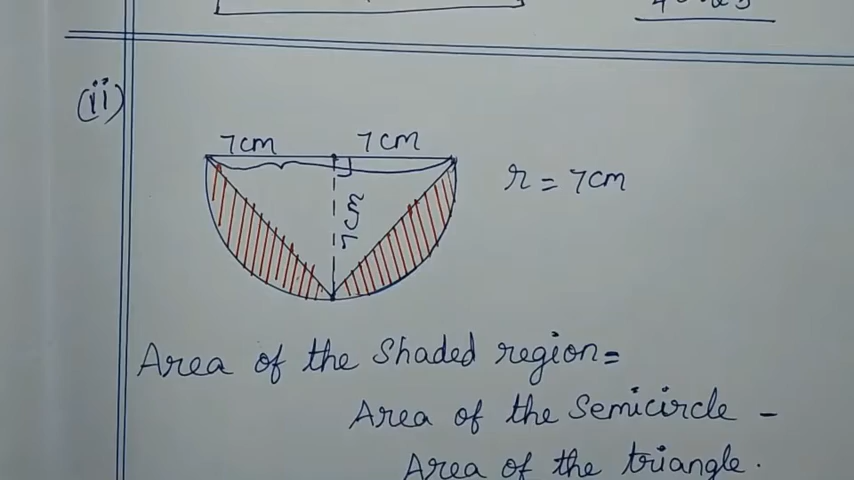 (ii)
7cm 7cm
7cm
r = 7cm
Area of the Shaded region =
Area of the Semicircle -
Area of the triangle.